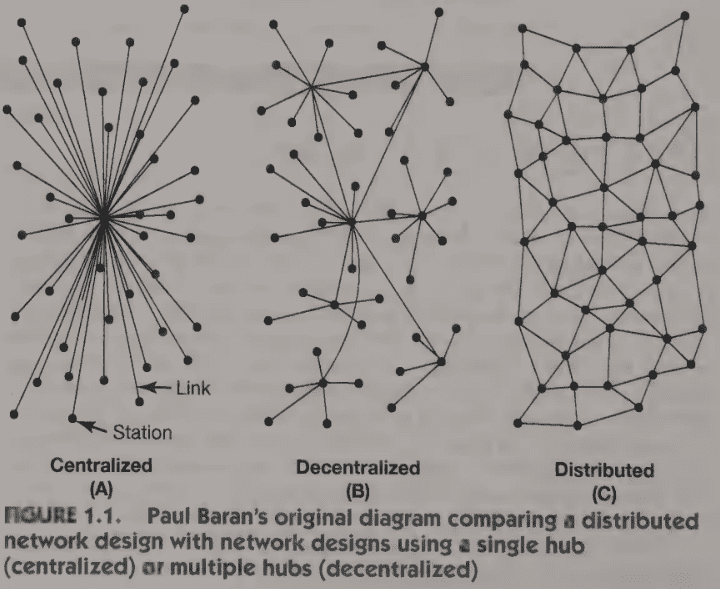 Link
Station
Centralized
(A)
Decentralized
(B)
Distributed
(C)
FIGURE 1.1. Paul Baran's original diagram comparing a distributed
network design with network designs using a single hub
(centralized) or multiple hubs (decentralized)